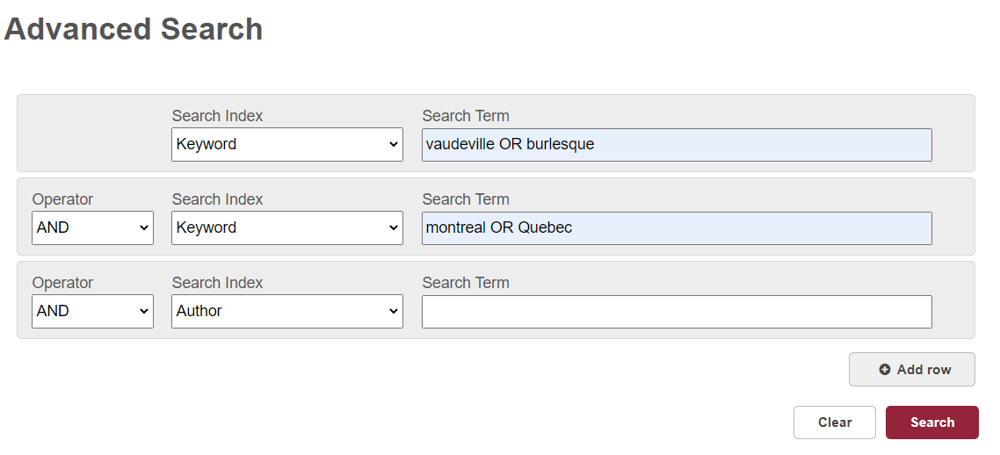 Advanced Search
Search Index Search Term
Keyword vaudeville OR burlesque
Operator Search Index Search Term
AND Keyword montreal OR Quebec
Operator Search Index Search Term
AND Author
Add row
Clear Search